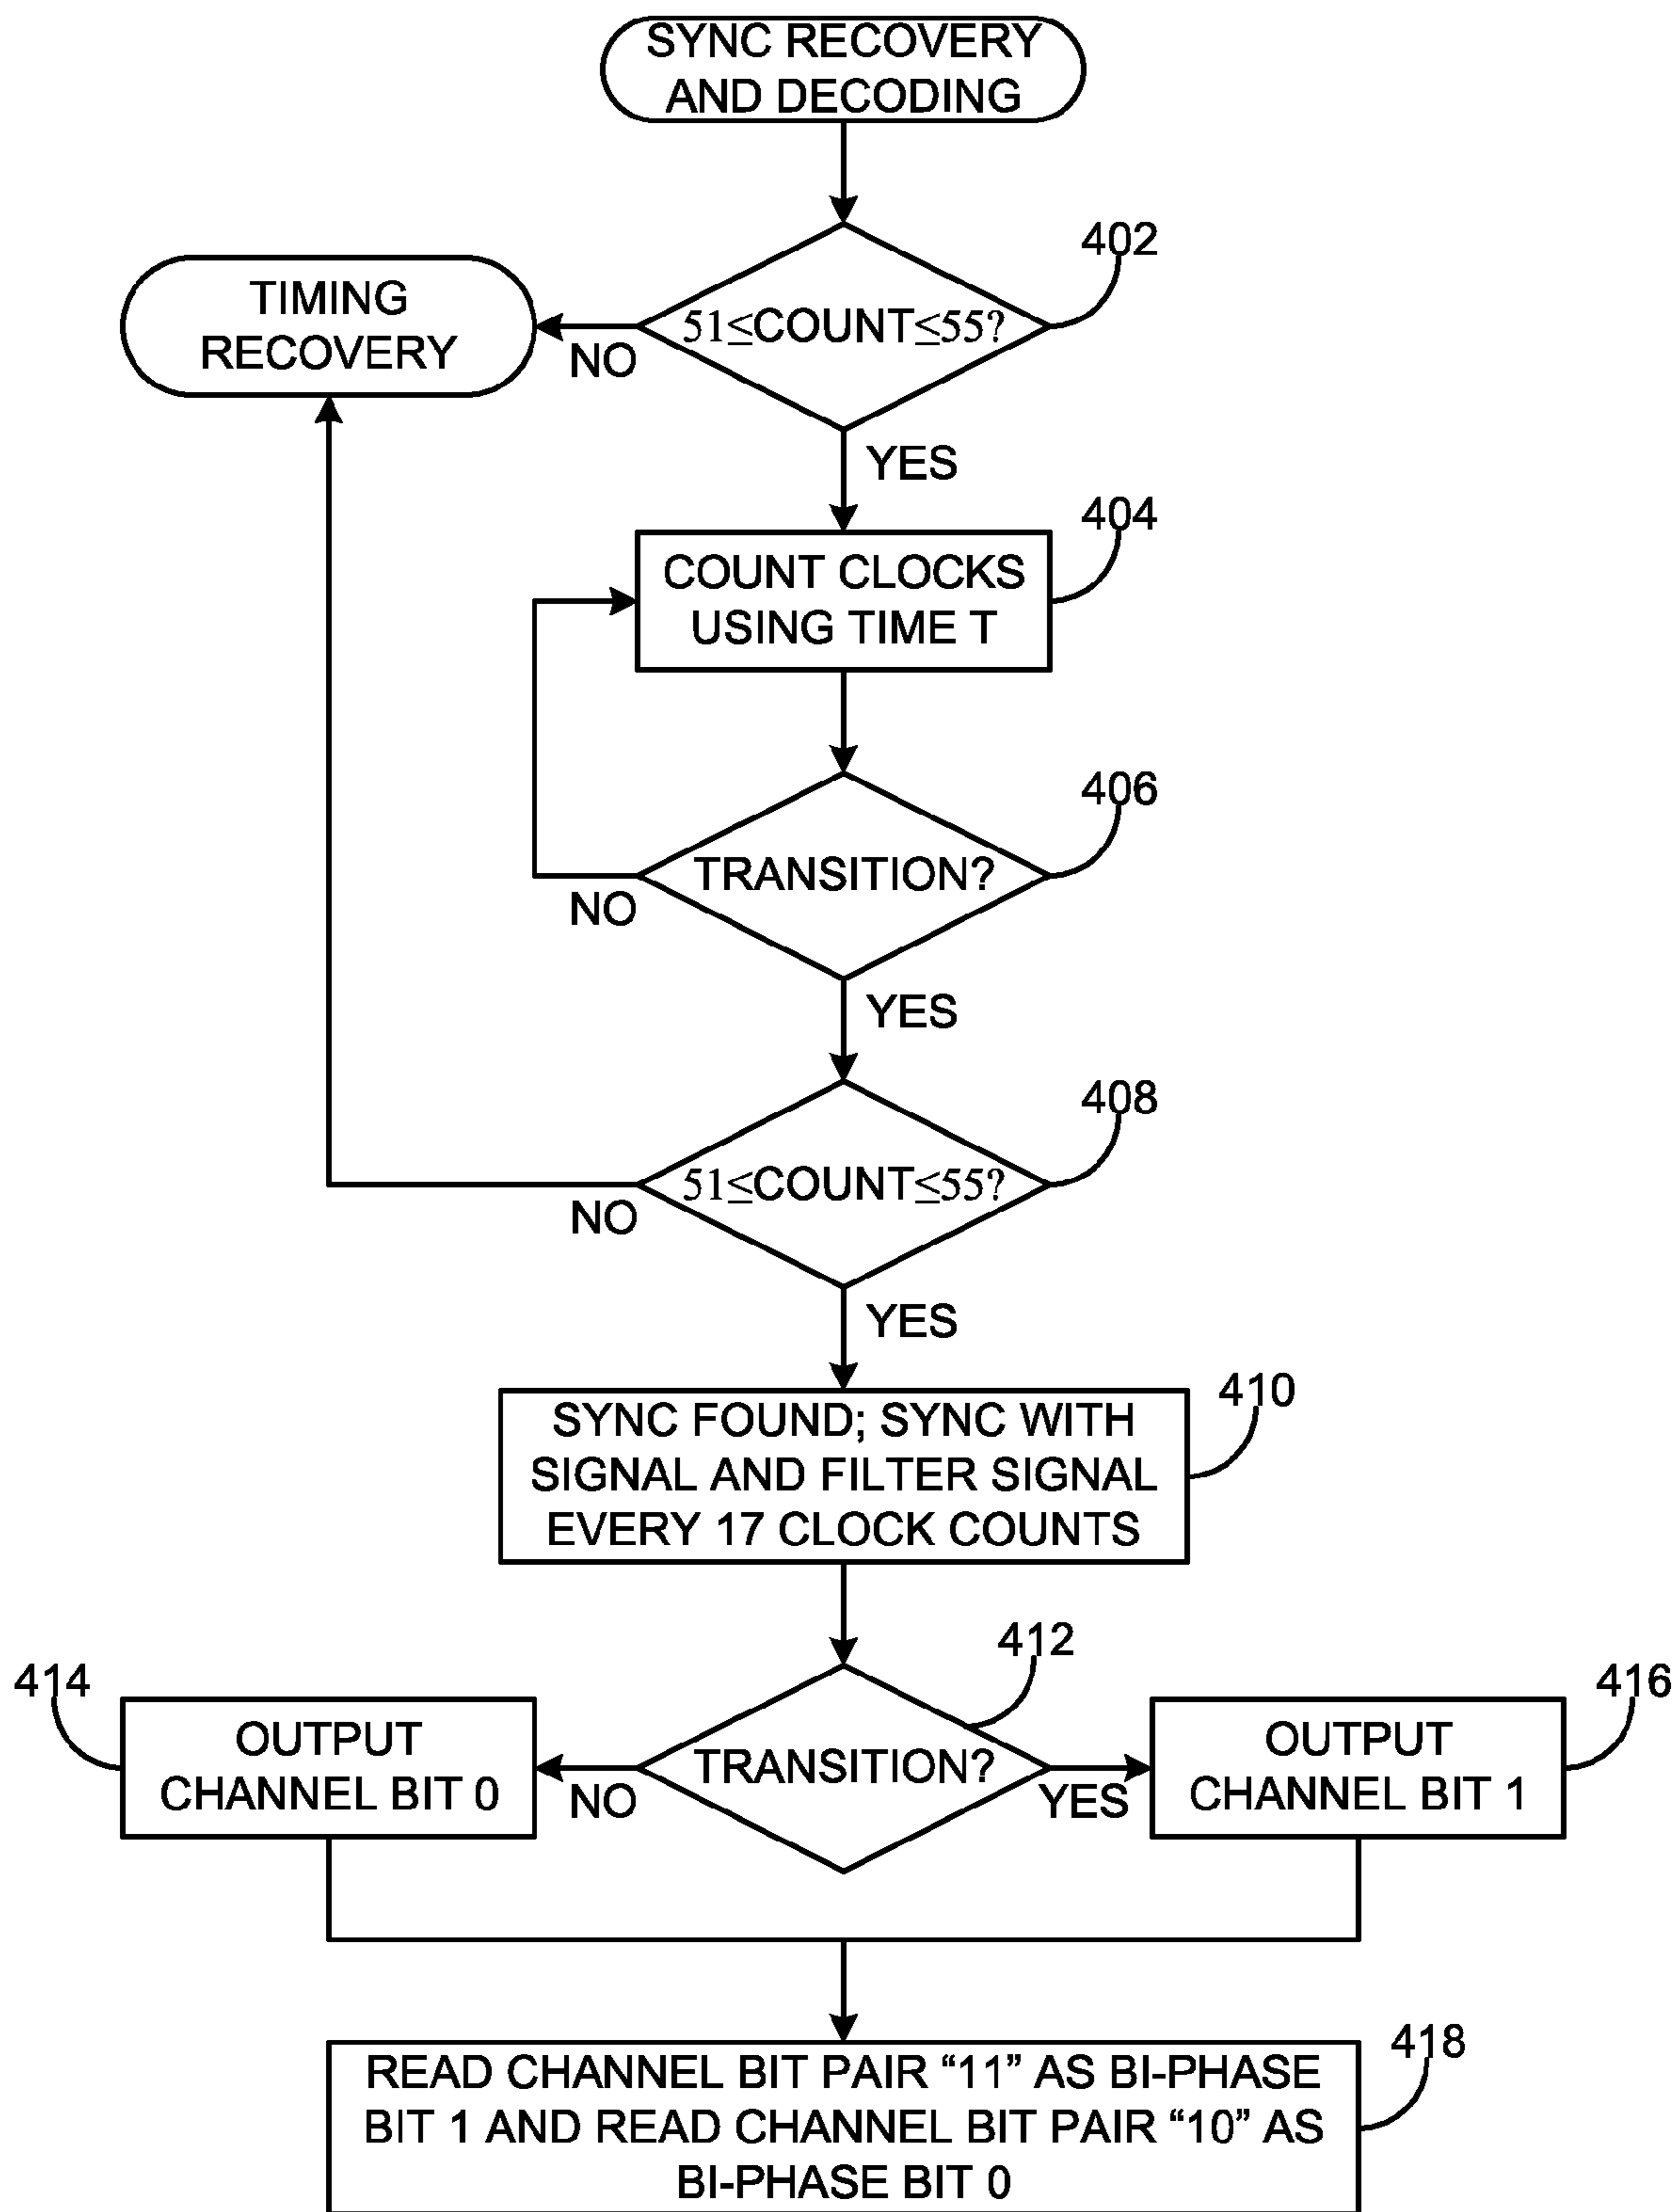 SYNC RECOVERY
AND DECODING
402
51≤COUNT≤55?
TIMING
RECOVERY
NO
YES
404
COUNT CLOCKS
USING TIME T
406
TRANSITION?
NO
YES
408
51≤COUNT≤55?
NO
YES
410
SYNC FOUND; SYNC WITH
SIGNAL AND FILTER SIGNAL
EVERY 17 CLOCK COUNTS
412
414
416
OUTPUT
CHANNEL BIT 0
NO
TRANSITION?
YES
OUTPUT
CHANNEL BIT 1
418
READ CHANNEL BIT PAIR “11” AS BI-PHASE
BIT 1 AND READ CHANNEL BIT PAIR “10” AS
BI-PHASE BIT 0